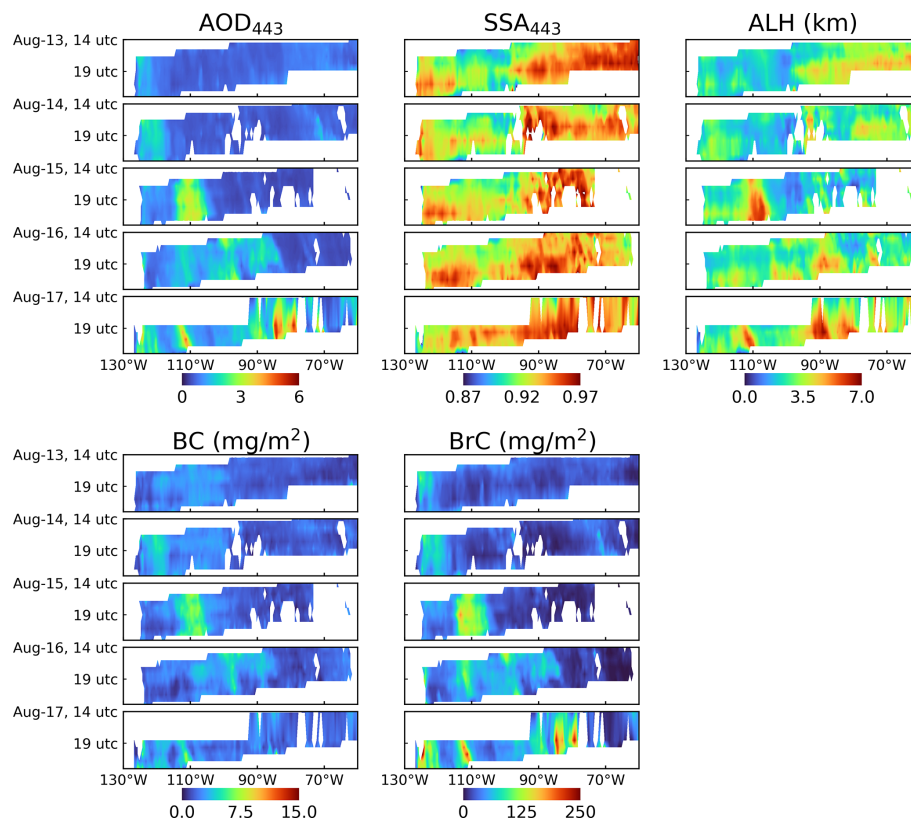 AOD443 SSA443 ALH (km)
Aug-13, 14 utc
19 utc
Aug-14, 14 utc
19 utc
Aug-15, 14 utc
19 utc
Aug-16, 14 utc
19 utc
Aug-17, 14 utc
19 utc
130°W 110°W 90°W 70°W 130°W 110°W 90°W 70°W 130°W 110°W 90°W 70°W
0 3 6 0.87 0.92 0.97 0.0 3.5 7.0
BC (mg/m²) BrC (mg/m²)
Aug-13, 14 utc
19 utc
Aug-14, 14 utc
19 utc
Aug-15, 14 utc
19 utc
Aug-16, 14 utc
19 utc
Aug-17, 14 utc
19 utc
130°W 110°W 90°W 70°W 130°W 110°W 90°W 70°W
0.0 7.5 15.0 0 125 250